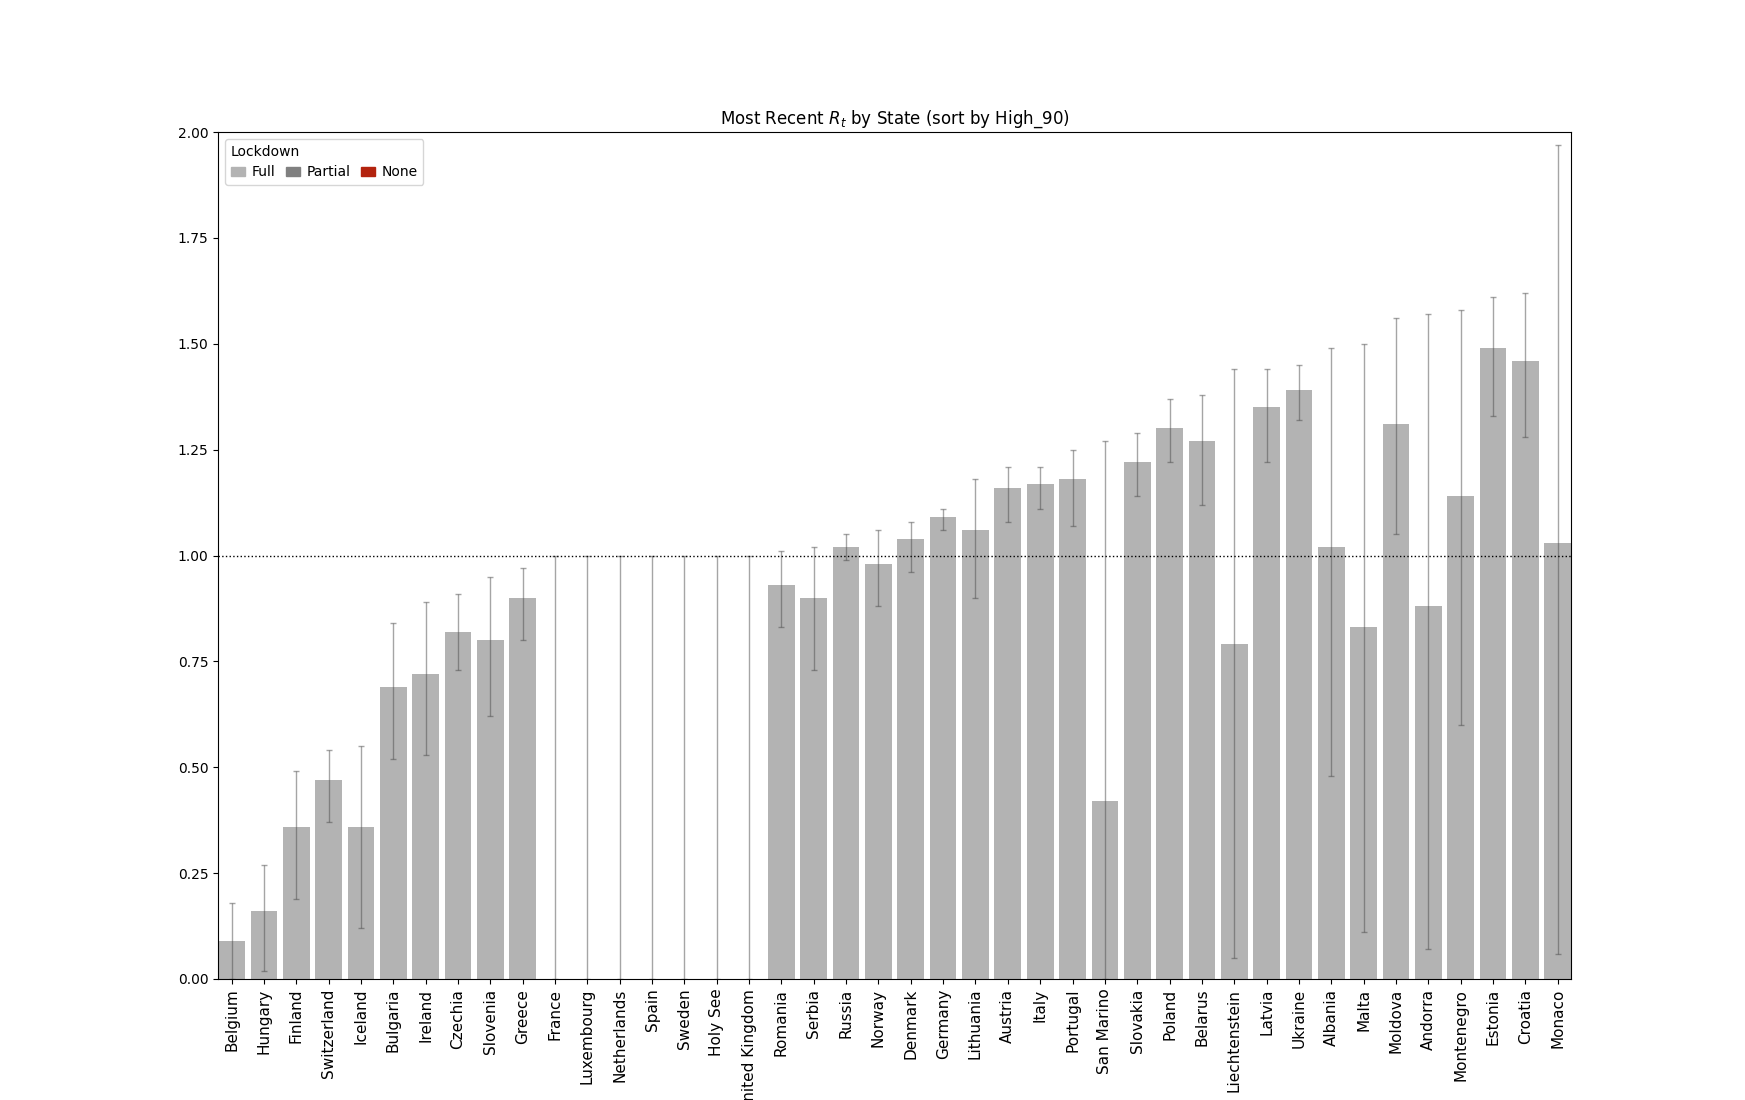 Most Recent R_t by State (sort by High_90)
2.00
Lockdown
Full Partial None
1.75
1.50
1.25
1.00
0.75
0.50
0.25
0.00
Belgium
Hungary
Finland
Switzerland
Iceland
Bulgaria
Ireland
Czechia
Slovenia
Greece
France
Luxembourg
Netherlands
Spain
Sweden
Holy See
nited Kingdom
Romania
Serbia
Russia
Norway
Denmark
Germany
Lithuania
Austria
Italy
Portugal
San Marino
Slovakia
Poland
Belarus
Liechtenstein
Latvia
Ukraine
Albania
Malta
Moldova
Andorra
Montenegro
Estonia
Croatia
Monaco